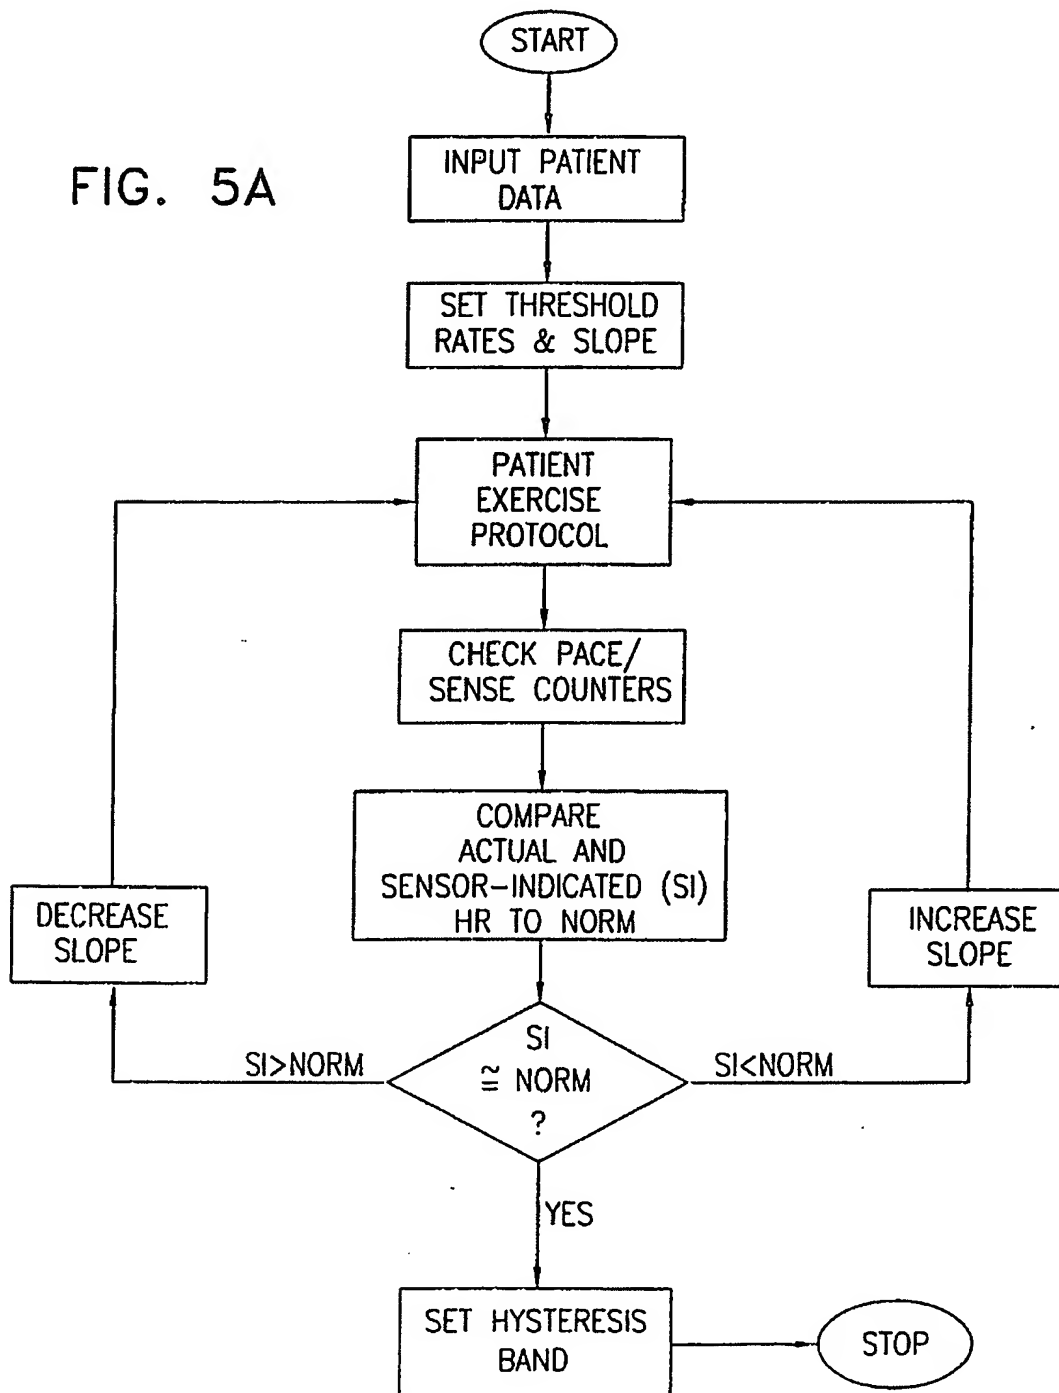 START
FIG. 5A
INPUT PATIENT
DATA
SET THRESHOLD
RATES & SLOPE
PATIENT
EXERCISE
PROTOCOL
CHECK PACE/
SENSE COUNTERS
COMPARE
ACTUAL AND
SENSOR-INDICATED (SI)
HR TO NORM
DECREASE
SLOPE
INCREASE
SLOPE
SI>NORM
SI
≅ NORM
?
SI<NORM
YES
SET HYSTERESIS
BAND
STOP